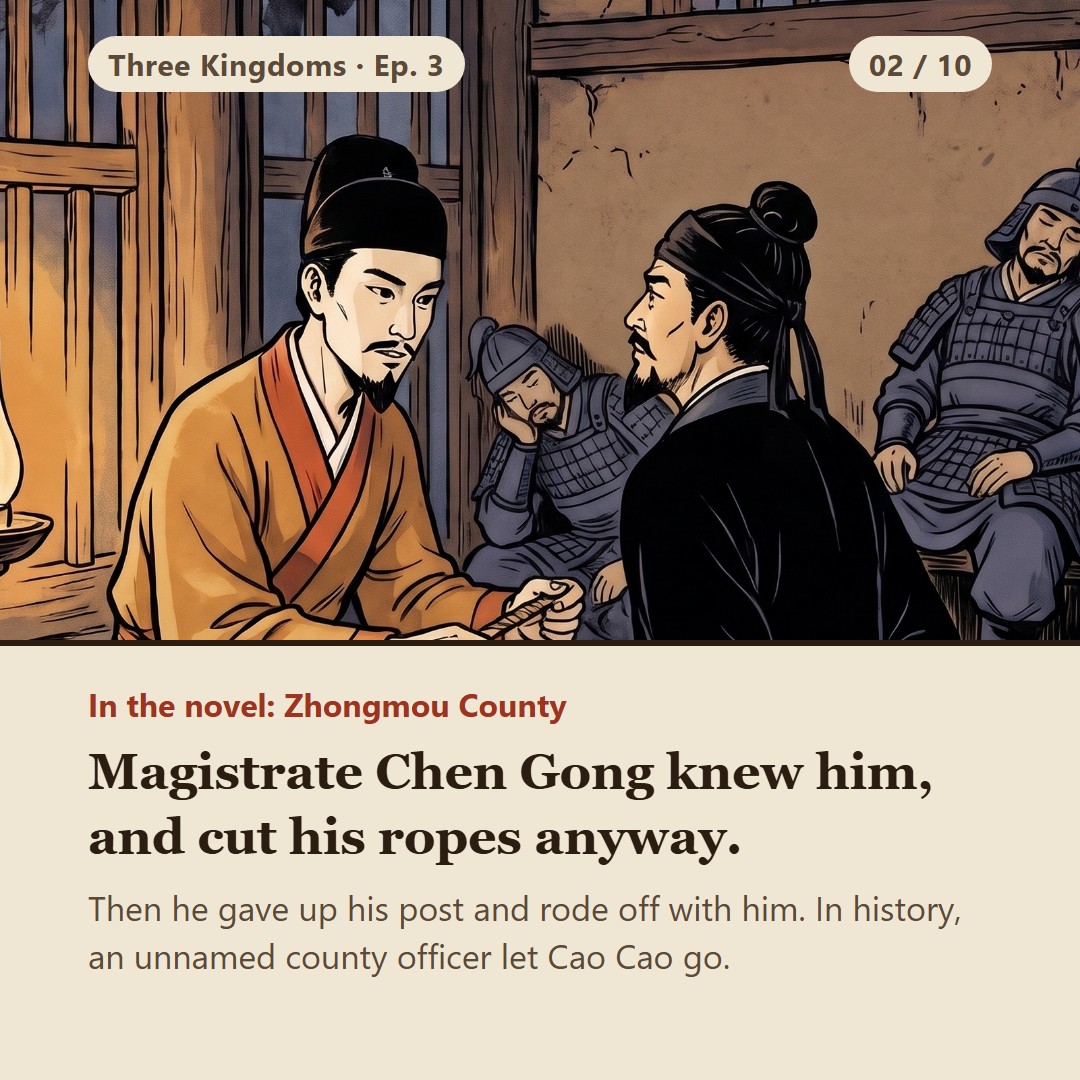 Three Kingdoms · Ep. 3
02 / 10
In the novel: Zhongmou County
Magistrate Chen Gong knew him,
and cut his ropes anyway.
Then he gave up his post and rode off with him. In history,
an unnamed county officer let Cao Cao go.